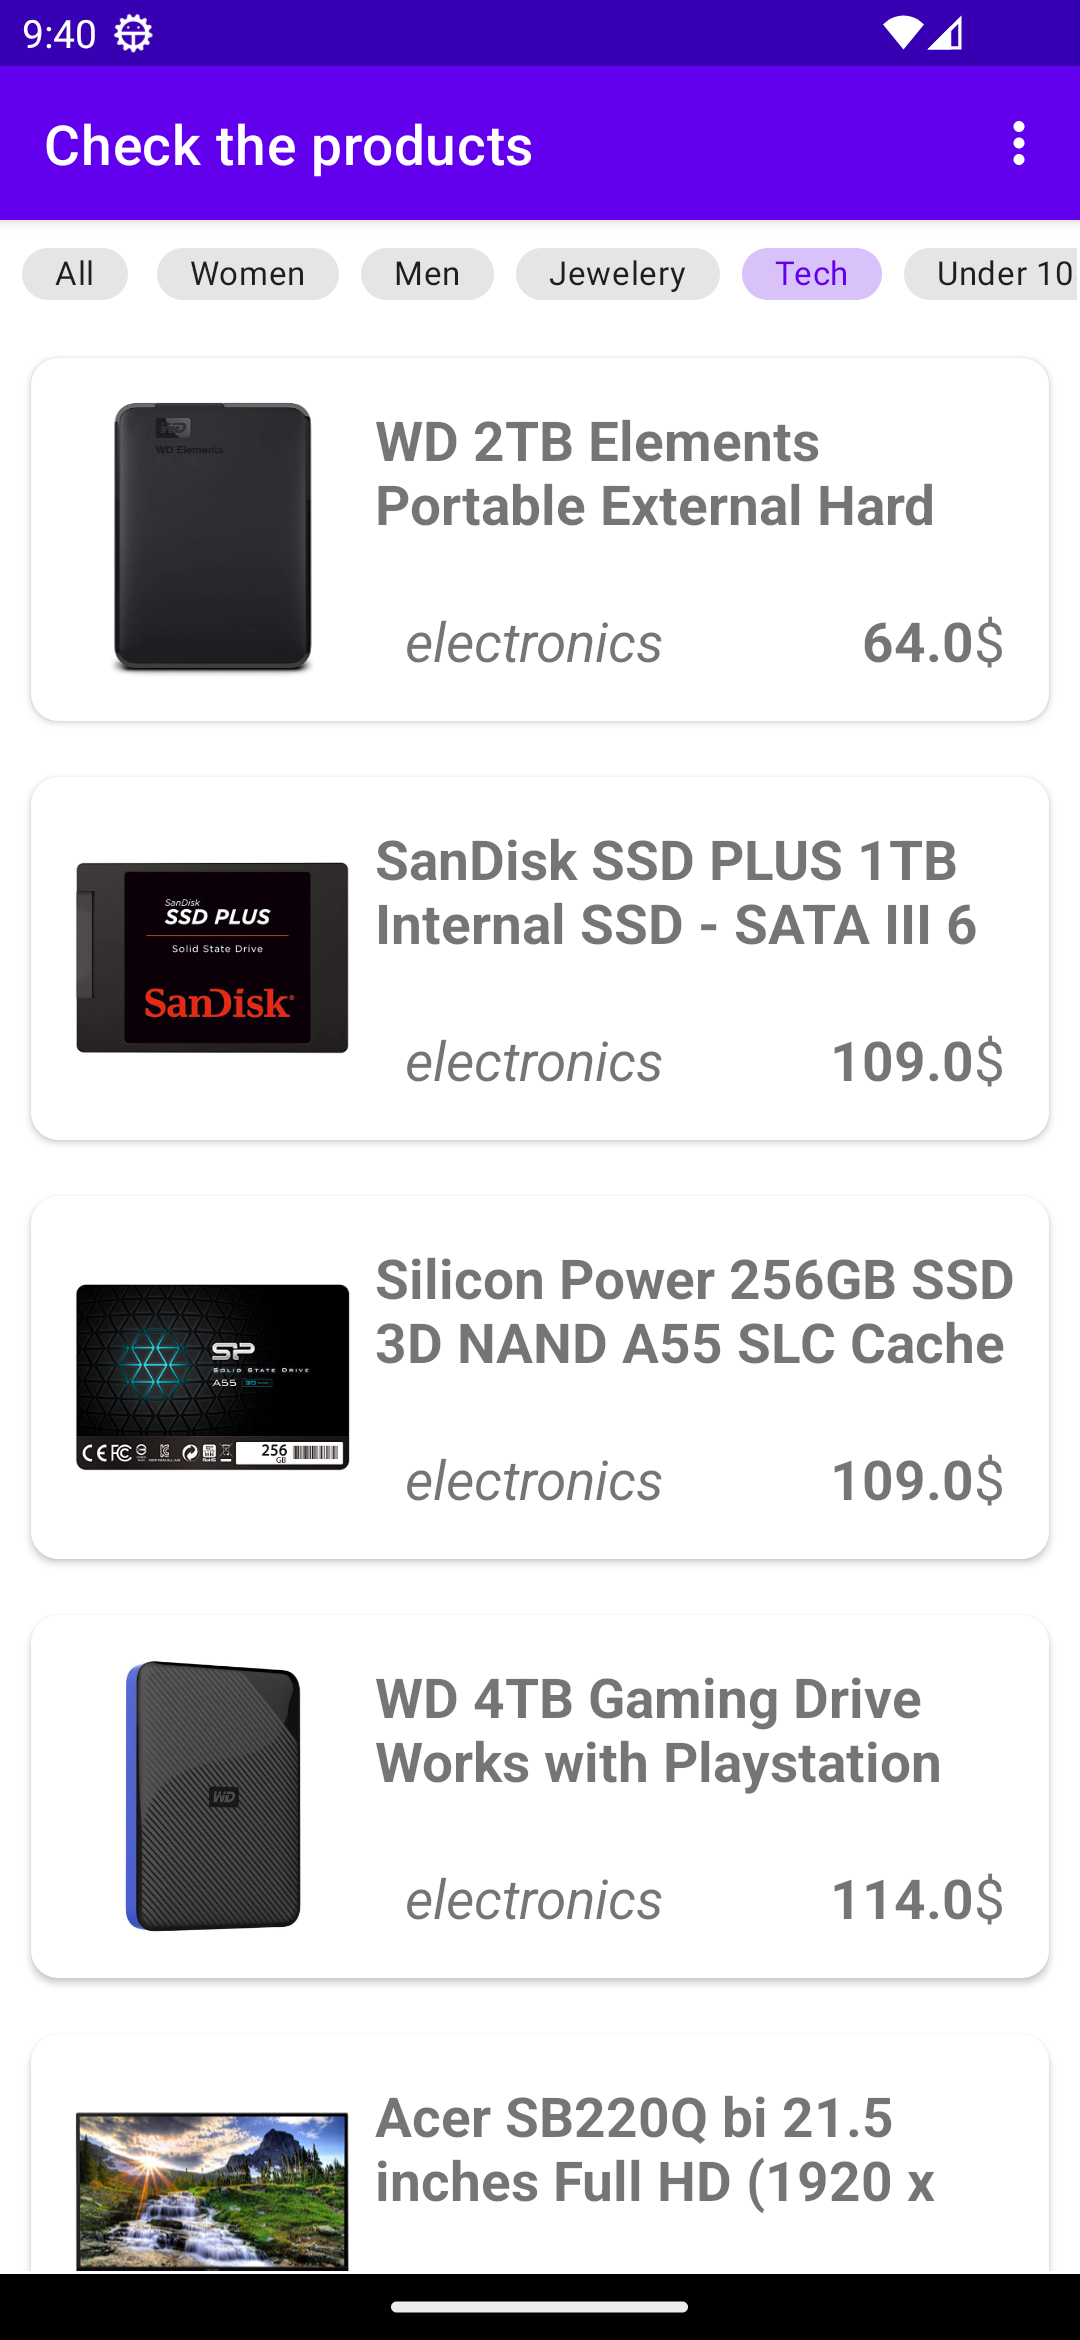 9:40
Check the products
All Women Men Jewelery Tech Under 10
WD
WD Elements
WD 2TB Elements
Portable External Hard
electronics 64.0$
SanDisk
SSD PLUS
Solid State Drive
SanDisk
SanDisk SSD PLUS 1TB
Internal SSD - SATA III 6
electronics 109.0$
SP
SOLID STATE DRIVE
A55
256
GB
Silicon Power 256GB SSD
3D NAND A55 SLC Cache
electronics 109.0$
WD
WD 4TB Gaming Drive
Works with Playstation
electronics 114.0$
Acer SB220Q bi 21.5
inches Full HD (1920 x